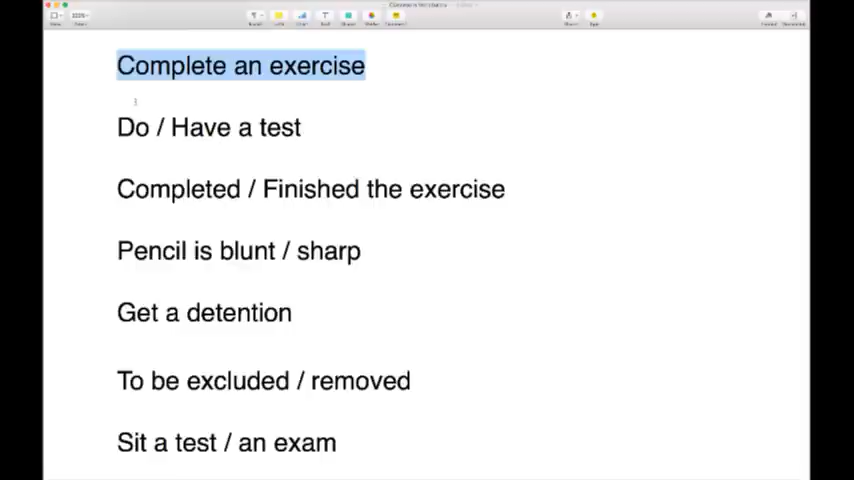 Complete an exercise
Do / Have a test
Completed / Finished the exercise
Pencil is blunt / sharp
Get a detention
To be excluded / removed
Sit a test / an exam